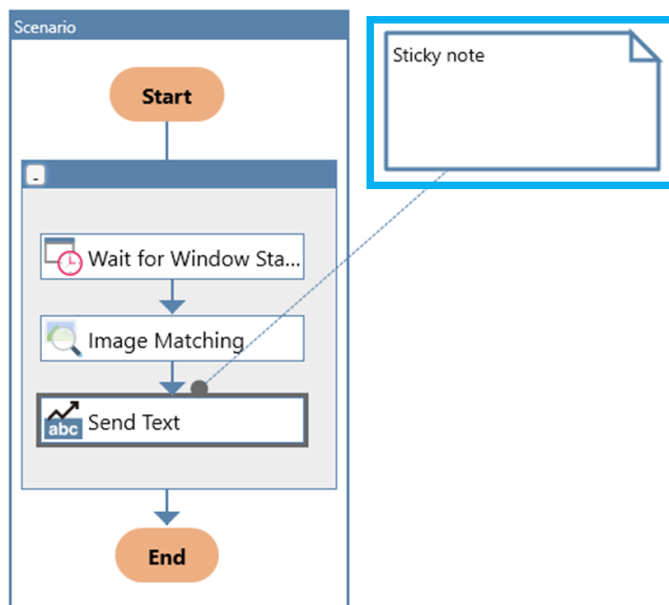 Scenario
Sticky note
Start
-
Wait for Window Sta...
Image Matching
abc
Send Text
End